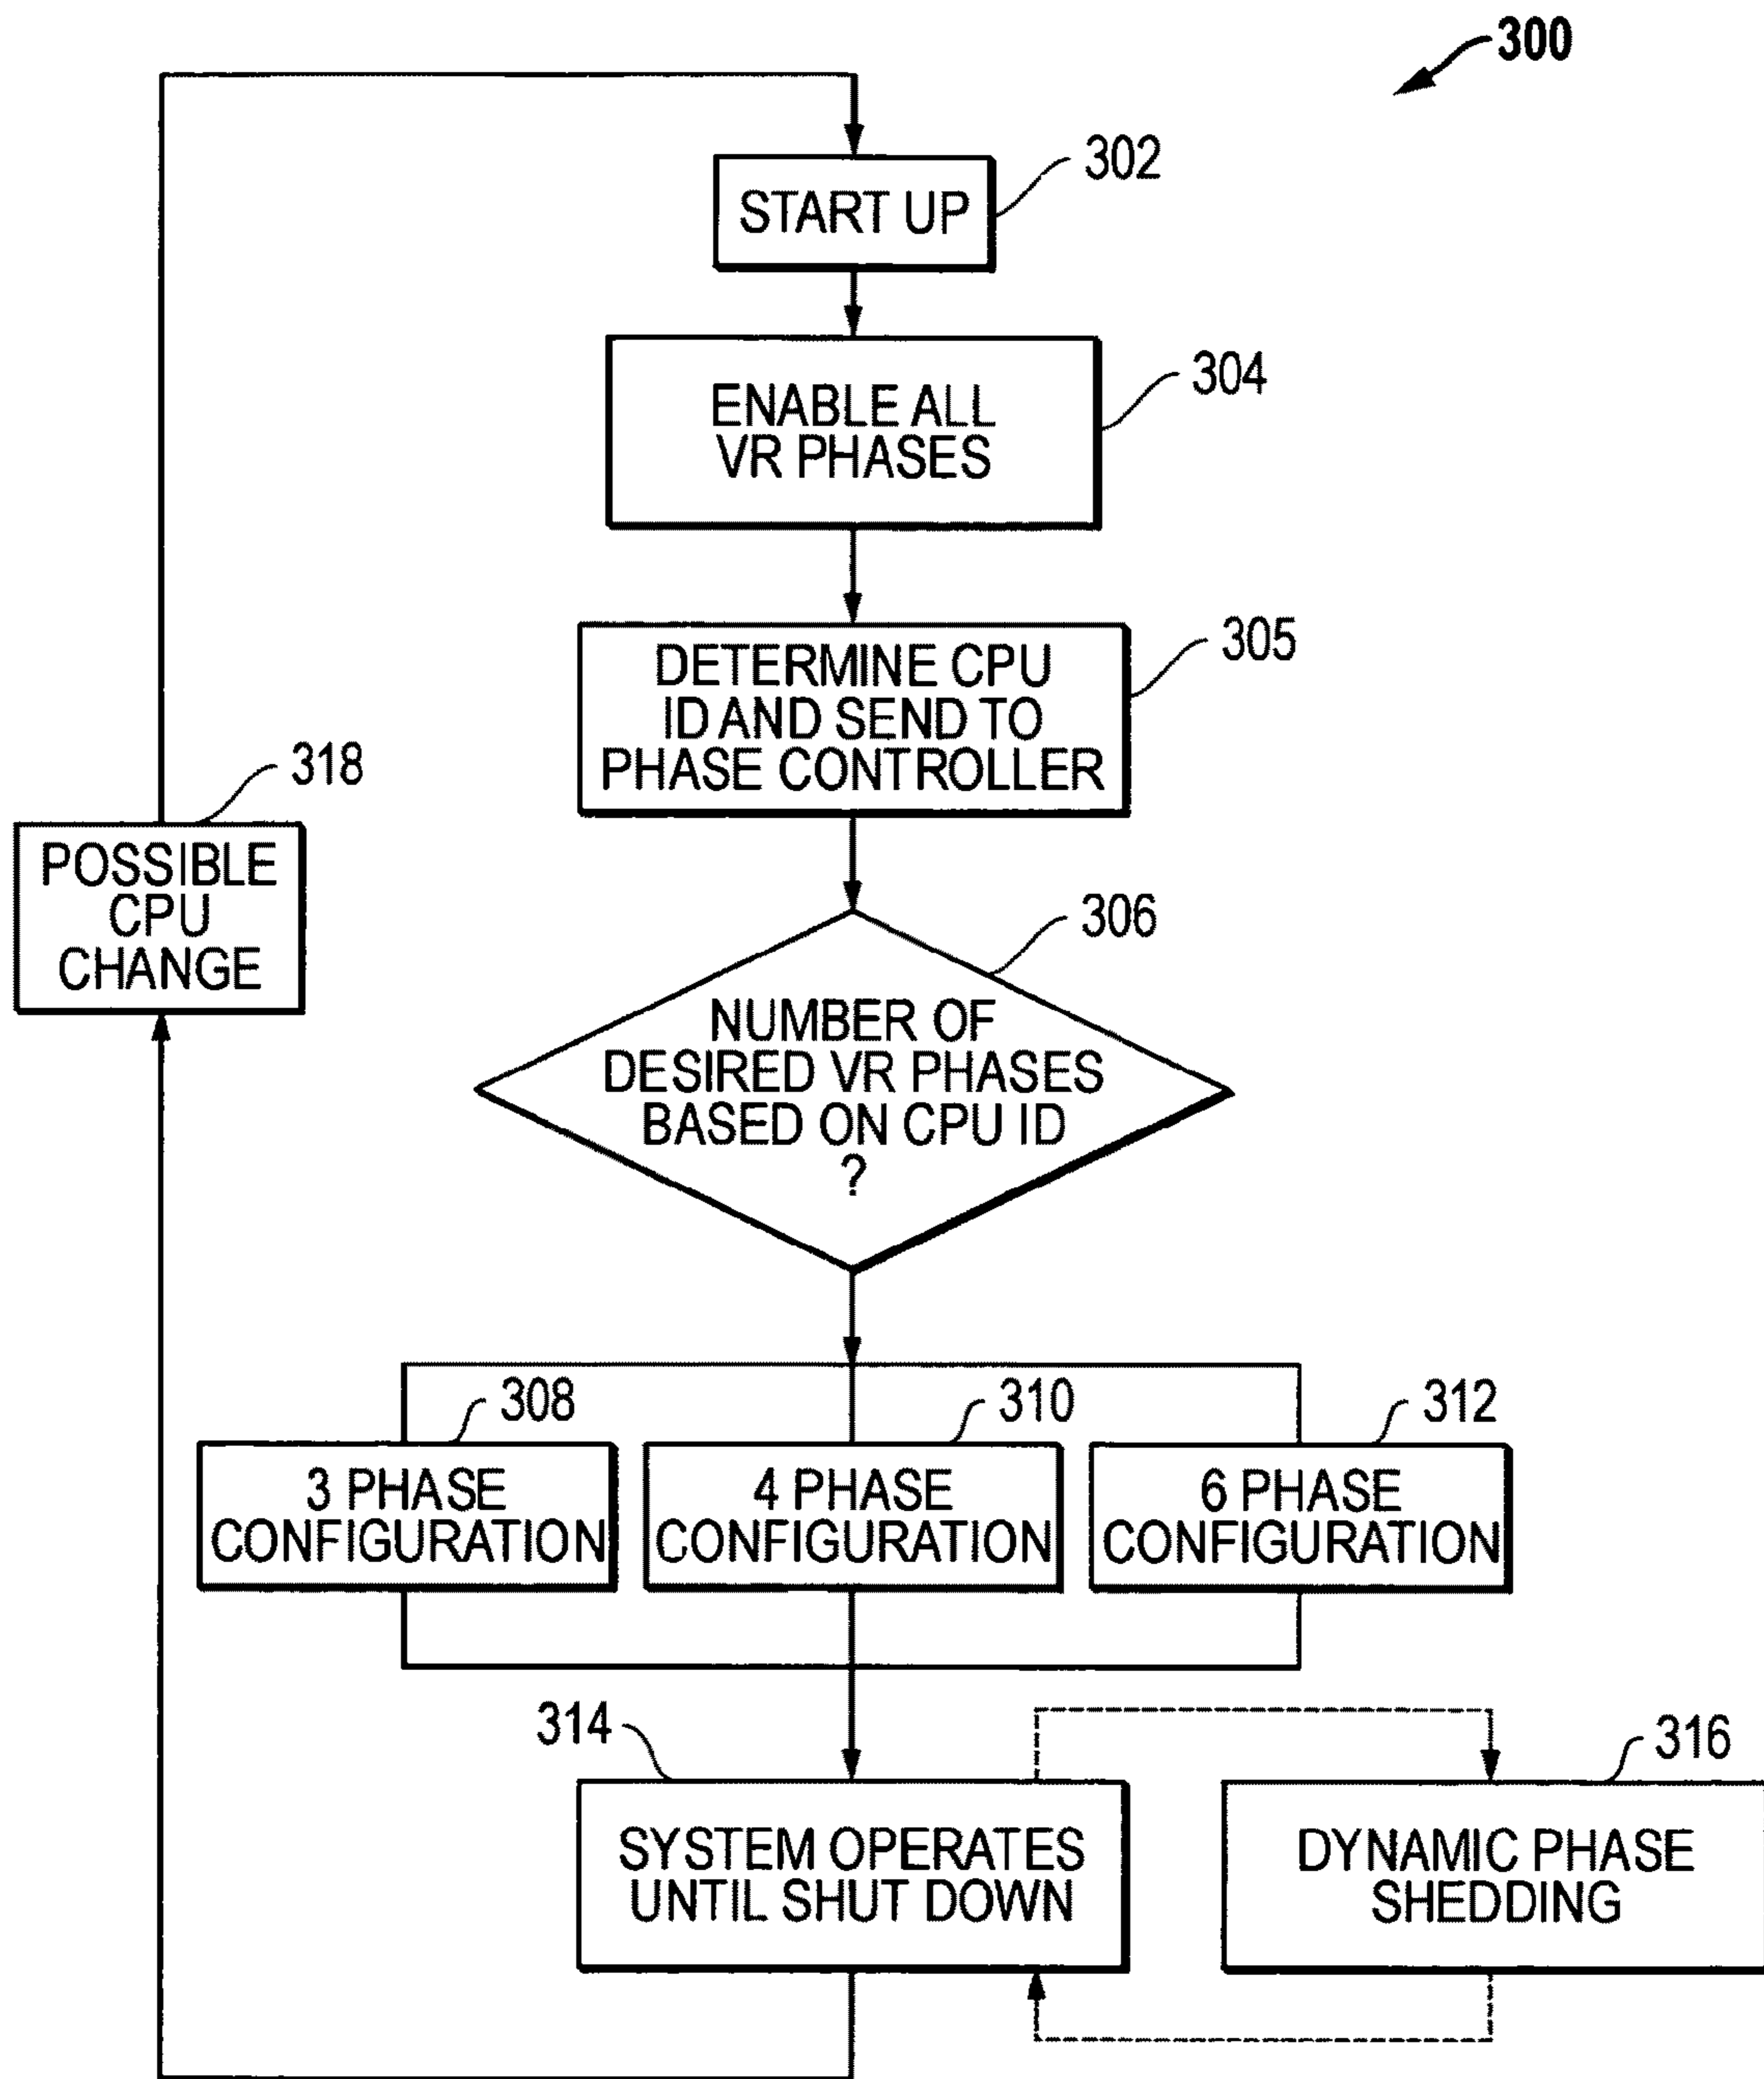 300
302
START UP
304
ENABLE ALL
VR PHASES
305
DETERMINE CPU
ID AND SEND TO
PHASE CONTROLLER
318
POSSIBLE
CPU
CHANGE
306
NUMBER OF
DESIRED VR PHASES
BASED ON CPU ID
?
308
3 PHASE
CONFIGURATION
310
4 PHASE
CONFIGURATION
312
6 PHASE
CONFIGURATION
314
SYSTEM OPERATES
UNTIL SHUT DOWN
316
DYNAMIC PHASE
SHEDDING